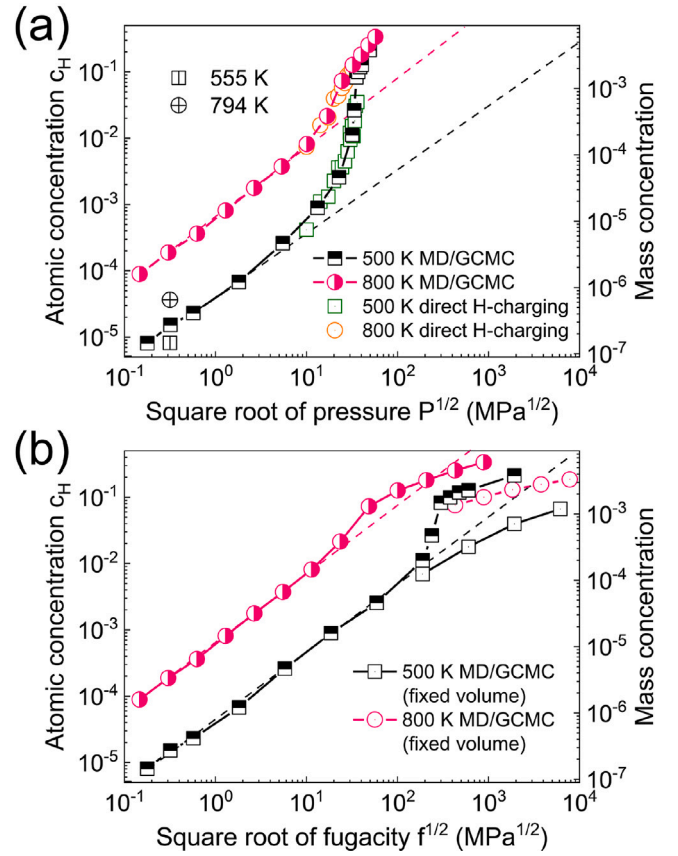 (a)
Atomic concentration c_H
10^-1
10^-2
10^-3
10^-4
10^-5
555 K
794 K
500 K MD/GCMC
800 K MD/GCMC
500 K direct H-charging
800 K direct H-charging
10^-3
10^-4
10^-5
10^-6
10^-7
Mass concentration
10^-1 10^0 10^1 10^2 10^3 10^4
Square root of pressure P^1/2 (MPa^1/2)
(b)
Atomic concentration c_H
10^-1
10^-2
10^-3
10^-4
10^-5
500 K MD/GCMC
(fixed volume)
800 K MD/GCMC
(fixed volume)
10^-3
10^-4
10^-5
10^-6
10^-7
Mass concentration
10^-1 10^0 10^1 10^2 10^3 10^4
Square root of fugacity f^1/2 (MPa^1/2)